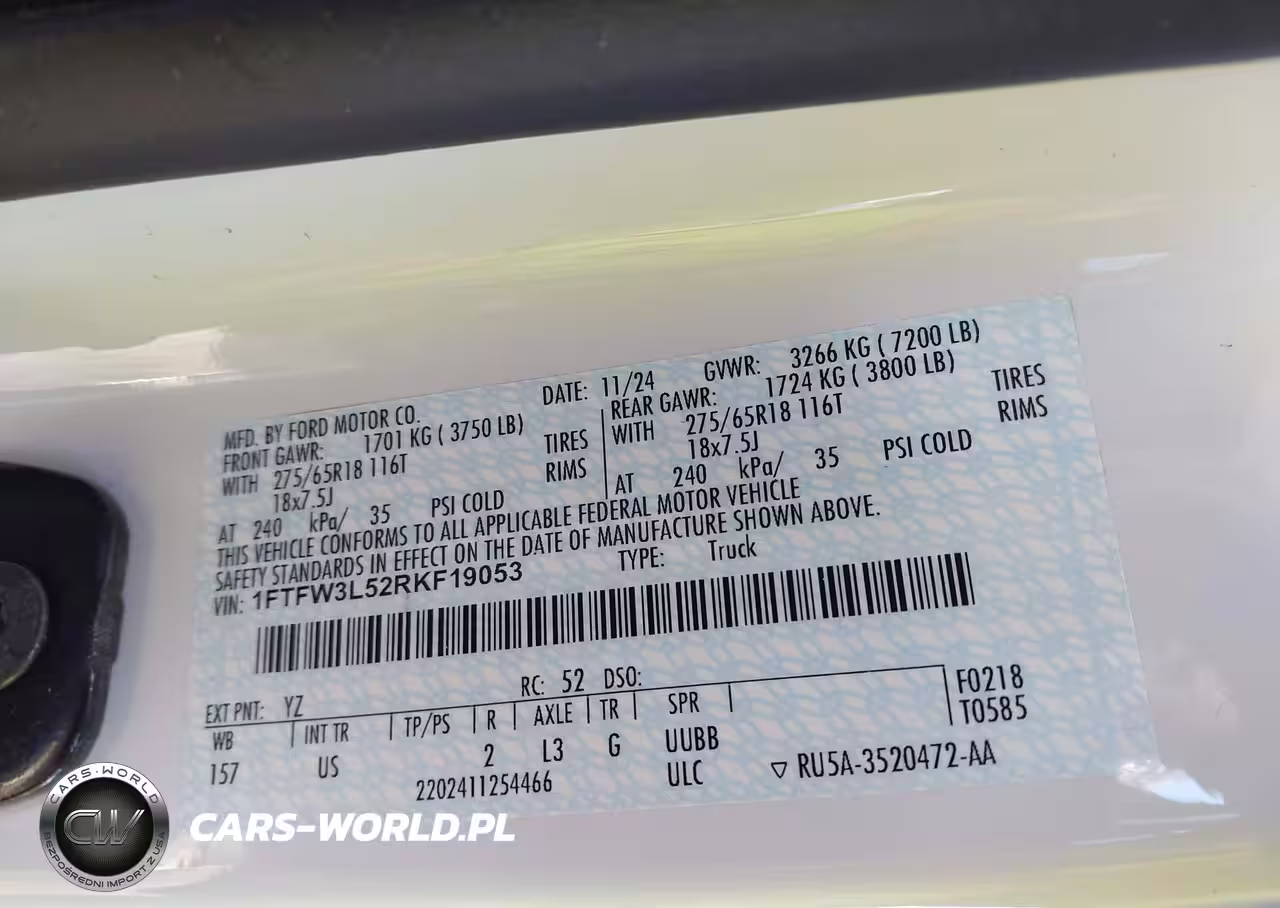 MFD. BY FORD MOTOR CO. DATE: 11/24 GVWR: 3266 KG ( 7200 LB)
FRONT GAWR: 1701 KG ( 3750 LB) REAR GAWR: 1724 KG ( 3800 LB)
WITH 275/65R18 116T TIRES WITH 275/65R18 116T TIRES
18x7.5J RIMS 18x7.5J RIMS
AT 240 kPa/ 35 PSI COLD AT 240 kPa/ 35 PSI COLD
THIS VEHICLE CONFORMS TO ALL APPLICABLE FEDERAL MOTOR VEHICLE
SAFETY STANDARDS IN EFFECT ON THE DATE OF MANUFACTURE SHOWN ABOVE.
VIN: 1FTFW3L52RKF19053 TYPE: Truck
EXT PNT: YZ RC: 52 DSO: F0218
WB INT TR TP/PS R AXLE TR SPR T0585
157 US 2 L3 G UUBB
2202411254466 ULC ▽ RU5A-3520472-AA
CARS-WORLD
CW
BEZPOŚREDNI IMPORT Z USA
CARS-WORLD.PL